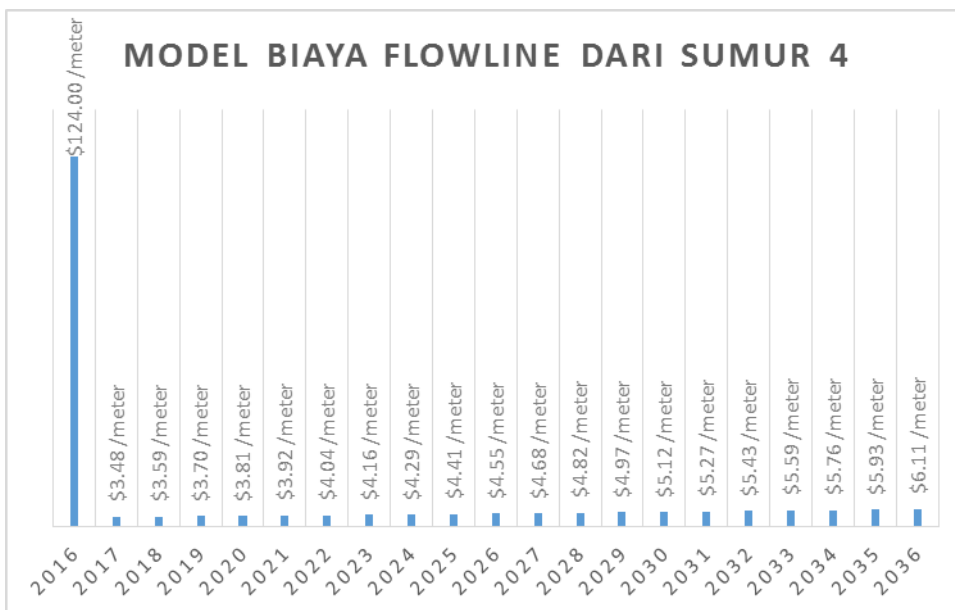 MODEL BIAYA FLOWLINE DARI SUMUR 4
$124.00 /meter
$3.48 /meter
$3.59 /meter
$3.70 /meter
$3.81 /meter
$3.92 /meter
$4.04 /meter
$4.16 /meter
$4.29 /meter
$4.41 /meter
$4.55 /meter
$4.68 /meter
$4.82 /meter
$4.97 /meter
$5.12 /meter
$5.27 /meter
$5.43 /meter
$5.59 /meter
$5.76 /meter
$5.93 /meter
$6.11 /meter
2016
2017
2018
2019
2020
2021
2022
2023
2024
2025
2026
2027
2028
2029
2030
2031
2032
2033
2034
2035
2036